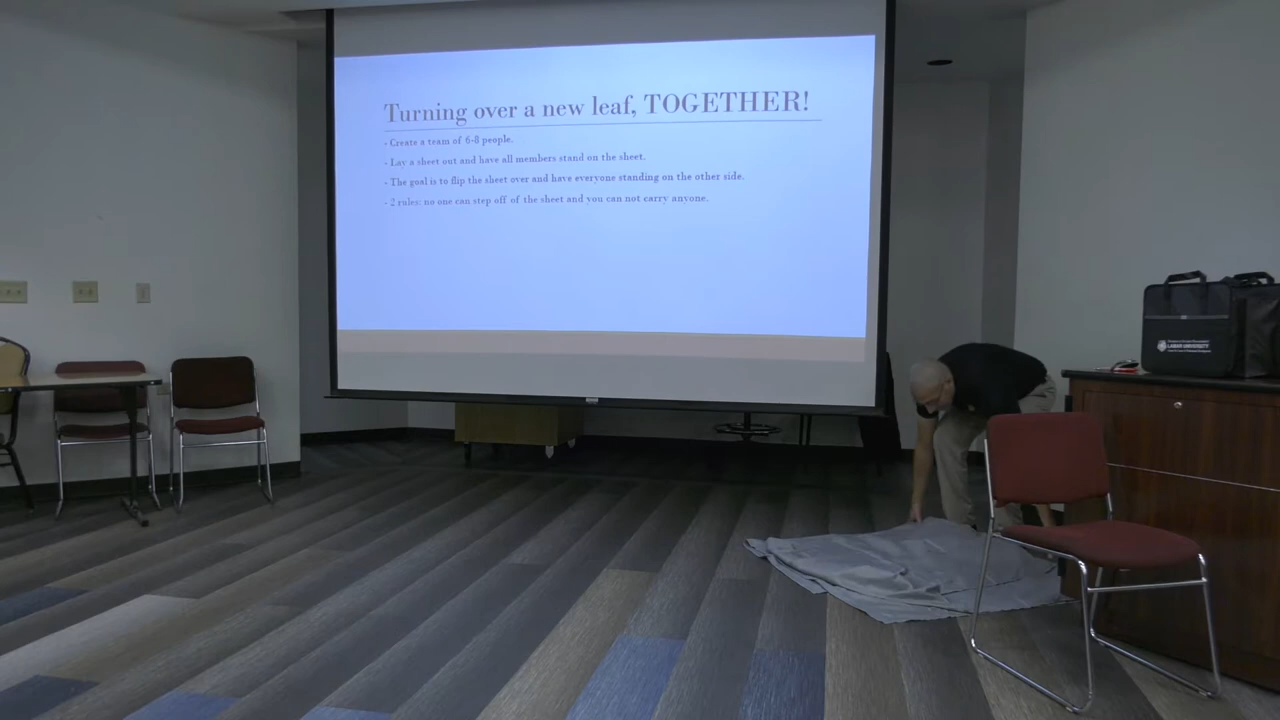 Turning over a new leaf, TOGETHER!
- Create a team of 6-8 people.
- Lay a sheet out and have all members stand on the sheet.
- The goal is to flip the sheet over and have everyone standing on the other side.
- 2 rules: no one can step off of the sheet and you can not carry anyone.
LAMAR UNIVERSITY